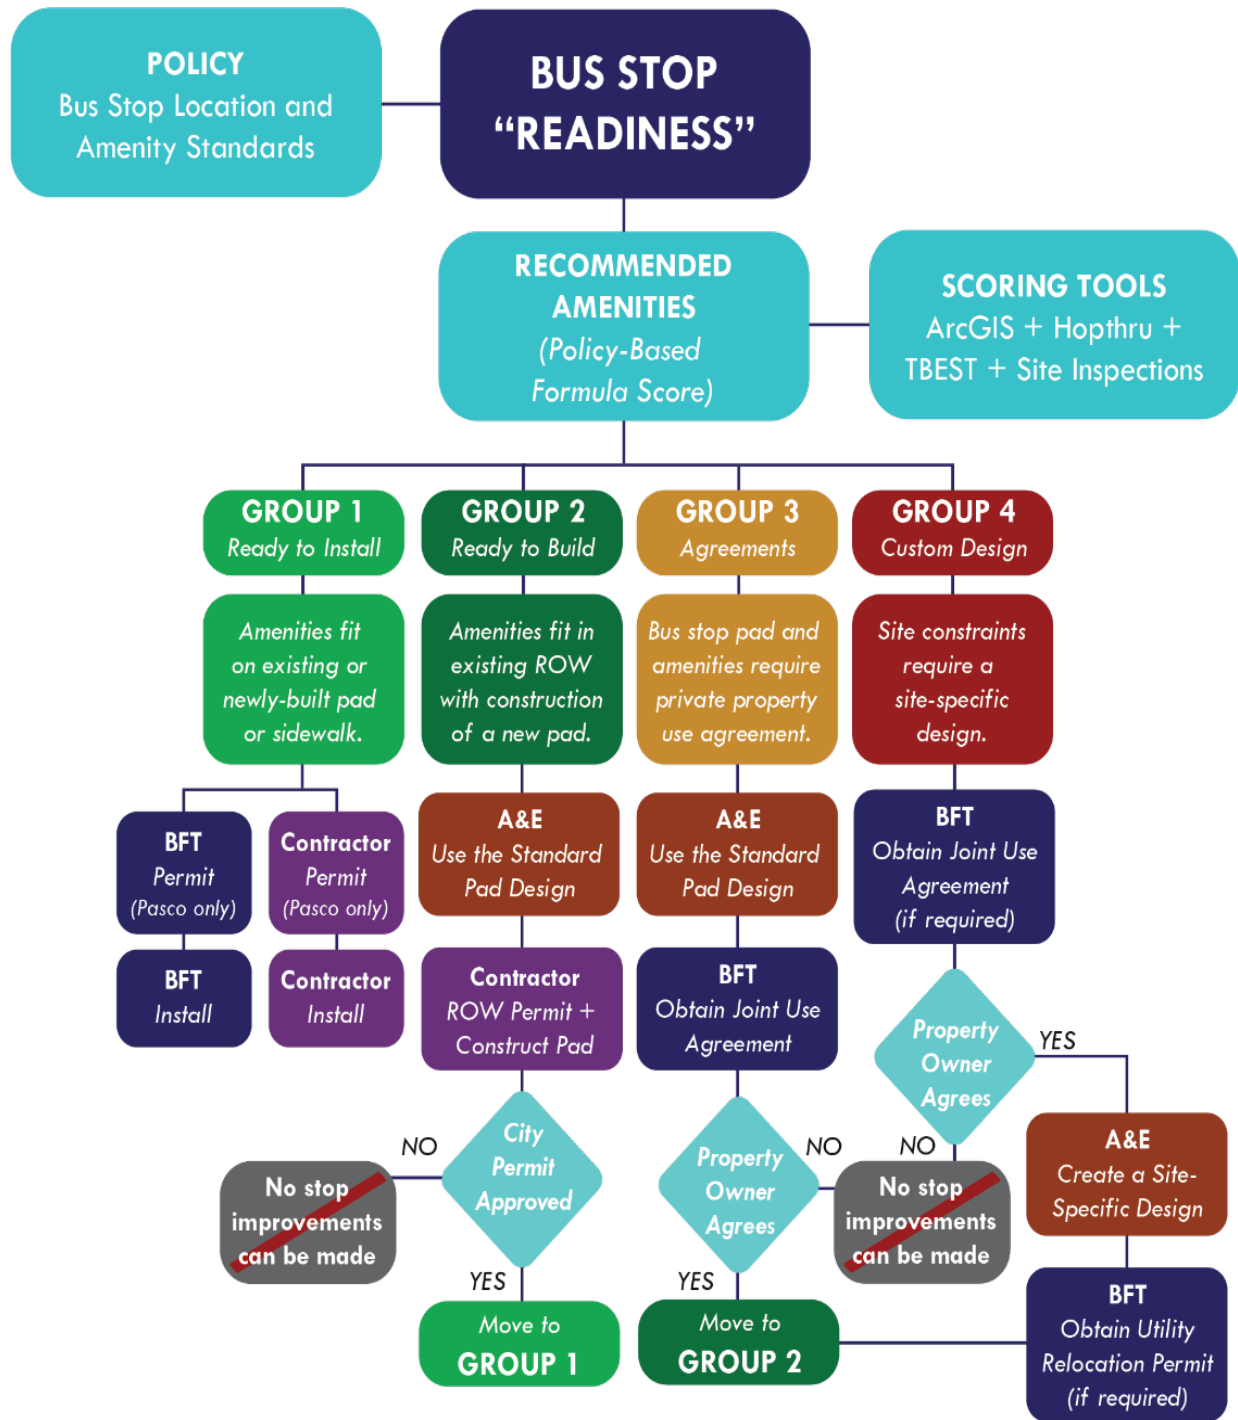 POLICY
Bus Stop Location and
Amenity Standards
BUS STOP
“READINESS”
RECOMMENDED
AMENITIES
(Policy-Based
Formula Score)
SCORING TOOLS
ArcGIS + Hopthru +
TBEST + Site Inspections
GROUP 1
Ready to Install
GROUP 2
Ready to Build
GROUP 3
Agreements
GROUP 4
Custom Design
Amenities fit
on existing or
newly-built pad
or sidewalk.
Amenities fit in
existing ROW
with construction
of a new pad.
Bus stop pad and
amenities require
private property
use agreement.
Site constraints
require a
site-specific
design.
BFT
Permit
(Pasco only)
Contractor
Permit
(Pasco only)
A&E
Use the Standard
Pad Design
A&E
Use the Standard
Pad Design
BFT
Obtain Joint Use
Agreement
(if required)
BFT
Install
Contractor
Install
Contractor
ROW Permit +
Construct Pad
BFT
Obtain Joint Use
Agreement
Property
Owner
Agrees
YES
NO
City
Permit
Approved
NO
No stop
improvements
can be made
YES
Move to
GROUP 1
Property
Owner
Agrees
NO
No stop
improvements
can be made
YES
Move to
GROUP 2
A&E
Create a Site-
Specific Design
BFT
Obtain Utility
Relocation Permit
(if required)